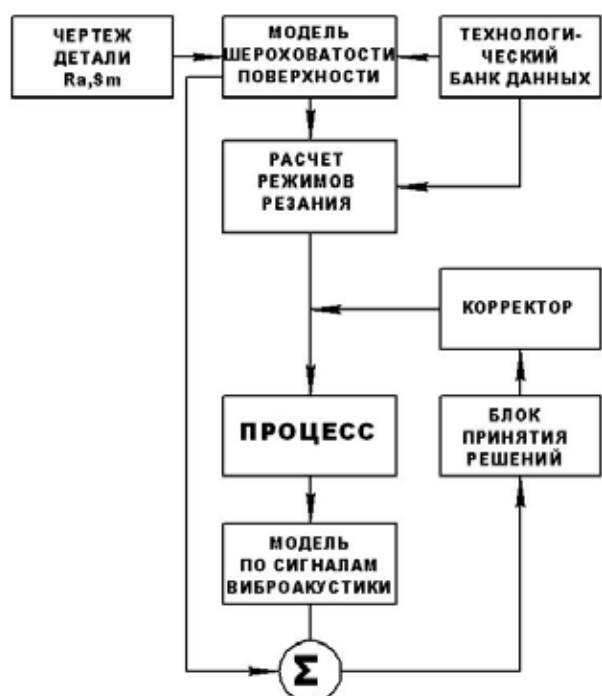 ЧЕРТЕЖ
ДЕТАЛИ
Ra,Sm
МОДЕЛЬ
ШЕРОХОВАТОСТИ
ПОВЕРХНОСТИ
ТЕХНОЛОГИ-
ЧЕСКИЙ
БАНК ДАННЫХ
РАСЧЕТ
РЕЖИМОВ
РЕЗАНИЯ
КОРРЕКТОР
ПРОЦЕСС
БЛОК
ПРИНЯТИЯ
РЕШЕНИЙ
МОДЕЛЬ
ПО СИГНАЛАМ
ВИБРОАКУСТИКИ
Σ